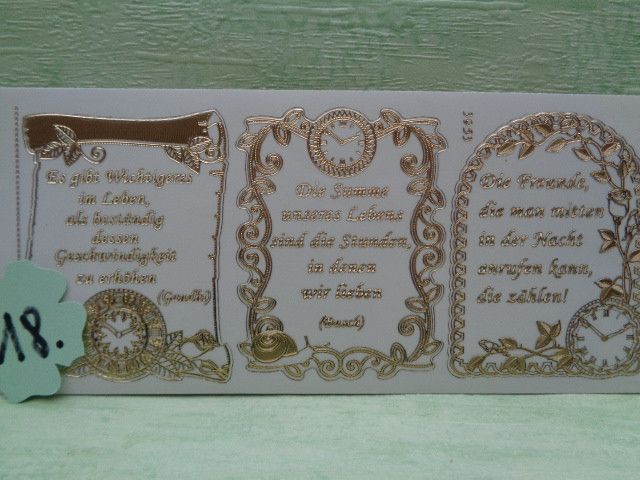 Es gibt Wichtigeres
im Leben,
als beständig
dessen
Geschwindigkeit
zu erhöhen
(Gandhi)
Die Summe
unseres Lebens
sind die Stunden,
in denen
wir lieben
(Busch)
Die Freunde,
die man mitten
in der Nacht
anrufen kann,
die zählen!
18.